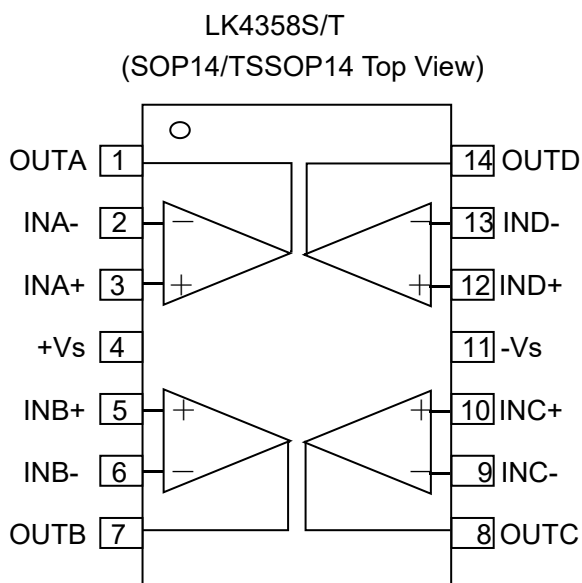 LK4358S/T
(SOP14/TSSOP14 Top View)
OUTA 1 14 OUTD
INA- 2 − − 13 IND-
INA+ 3 + + 12 IND+
+Vs 4 11 -Vs
INB+ 5 + + 10 INC+
INB- 6 − − 9 INC-
OUTB 7 8 OUTC